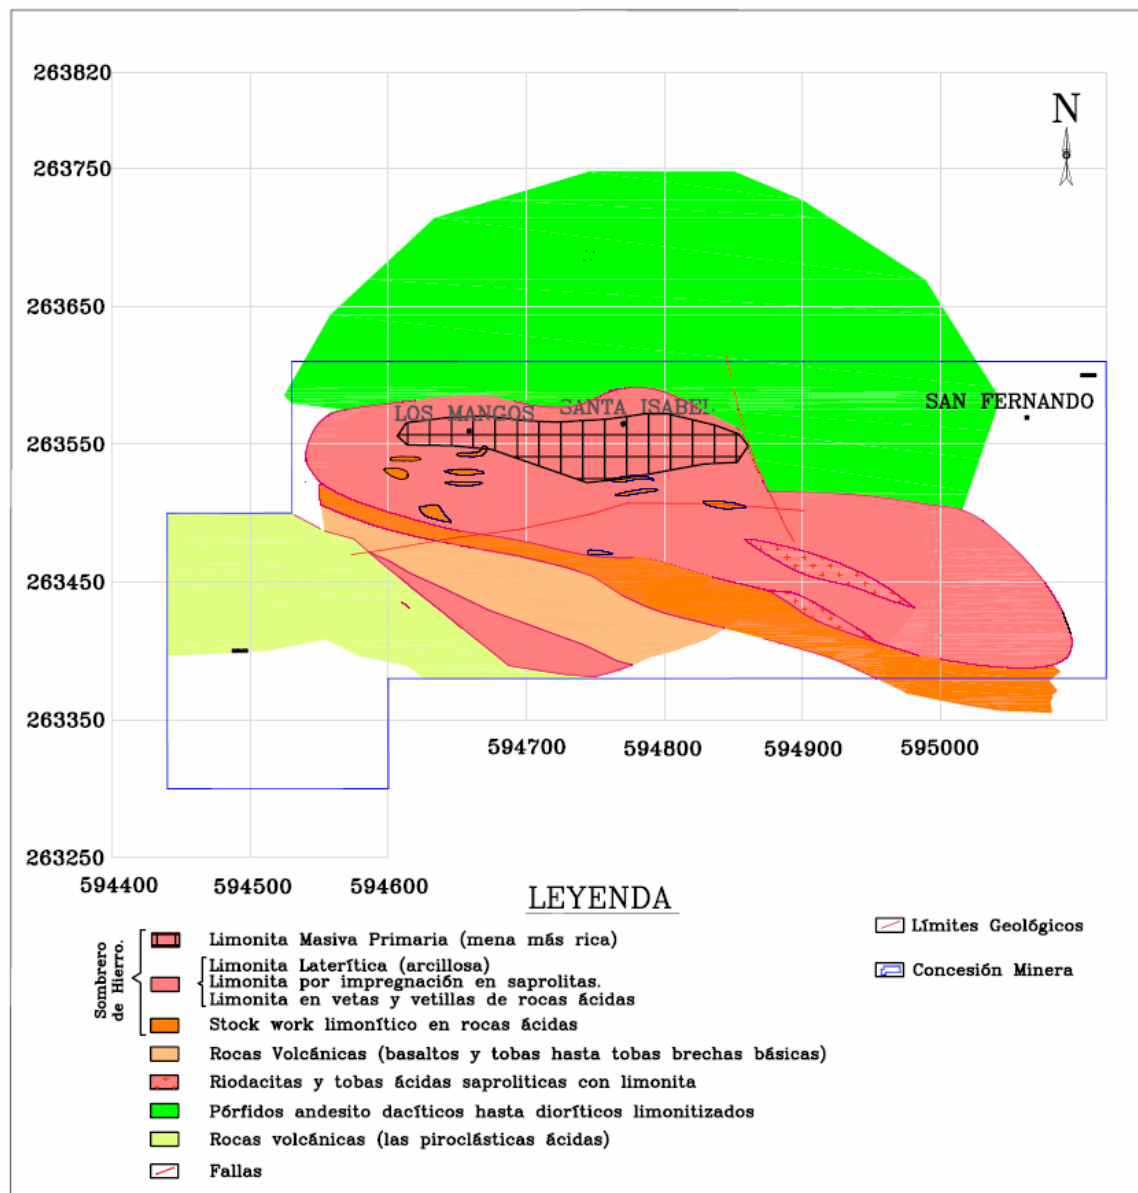 263820
N
263750
263650
SAN FERNANDO
LOS MANGOS
SANTA ISABEL
263550
263450
263350
594700
594800
594900
595000
263250
594400
594500
594600
LEYENDA
Sombrero
de Hierro.
Limonita Masiva Primaria (mena más rica)
Limonita Laterítica (arcillosa)
Limonita por impregnación en saprolitas.
Limonita en vetas y vetillas de rocas ácidas
Stock work limonítico en rocas ácidas
Rocas Volcánicas (basaltos y tobas hasta tobas brechas básicas)
Riodacitas y tobas ácidas saproliticas con limonita
Pórfidos andesito dacíticos hasta dioríticos limonitizados
Rocas volcánicas (las piroclásticas ácidas)
Fallas
Límites Geológicos
Concesión Minera